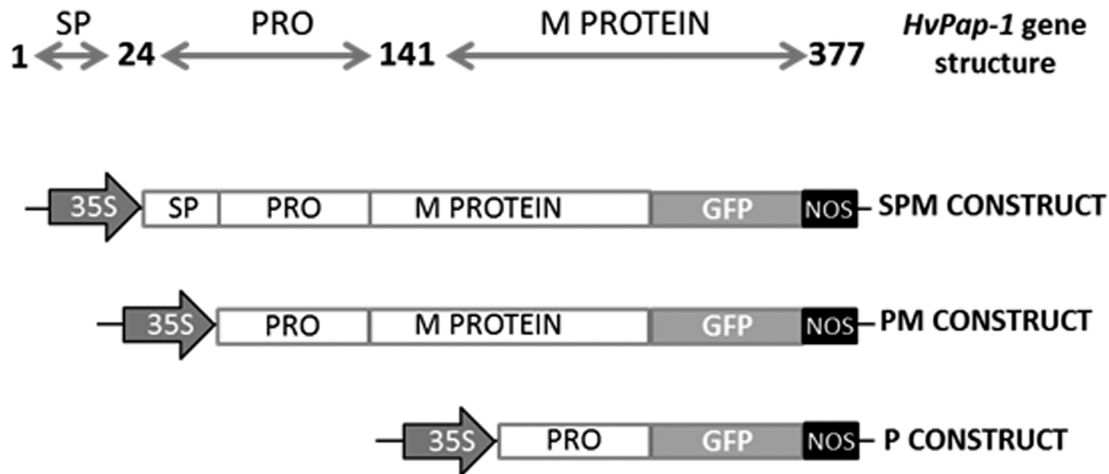 SP PRO M PROTEIN HvPap-1 gene
1 24 141 377 structure
35S SP PRO M PROTEIN GFP NOS SPM CONSTRUCT
35S PRO M PROTEIN GFP NOS PM CONSTRUCT
35S PRO GFP NOS P CONSTRUCT